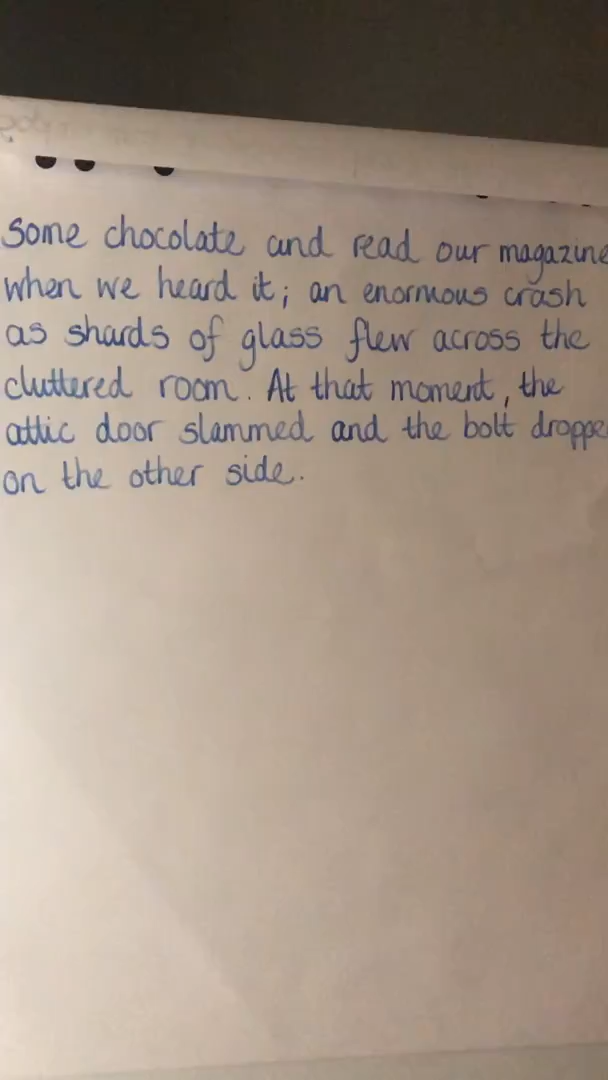 some chocolate and read our magazine
when we heard it; an enormous crash
as shards of glass flew across the
cluttered room. At that moment, the
attic door slammed and the bolt droppe
on the other side.